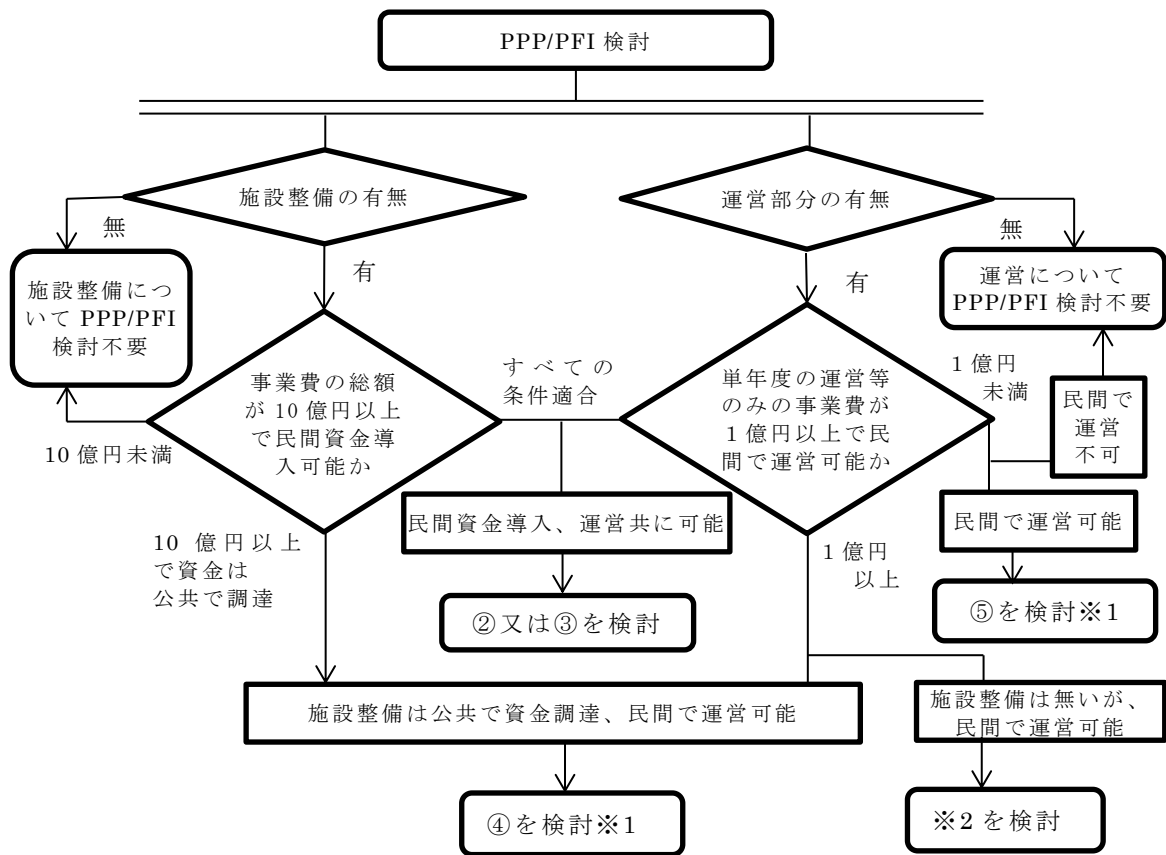 PPP/PFI 検討
施設整備の有無
運営部分の有無
無
無
有
有
施設整備につ
いて PPP/PFI
検討不要
運営について
PPP/PFI 検討不要
事業費の総額
が 10 億円以上
で民間資金導
入可能か
すべての
条件適合
単年度の運営等
のみの事業費が
1 億円以上で民
間で運営可能か
1 億円
未満
民間で
運営
不可
10 億円未満
民間資金導入、運営共に可能
民間で運営可能
10 億円以上
で資金は
公共で調達
1 億円
以上
②又は③を検討
⑤を検討※1
施設整備は公共で資金調達、民間で運営可能
施設整備は無いが、
民間で運営可能
④を検討※1
※2 を検討